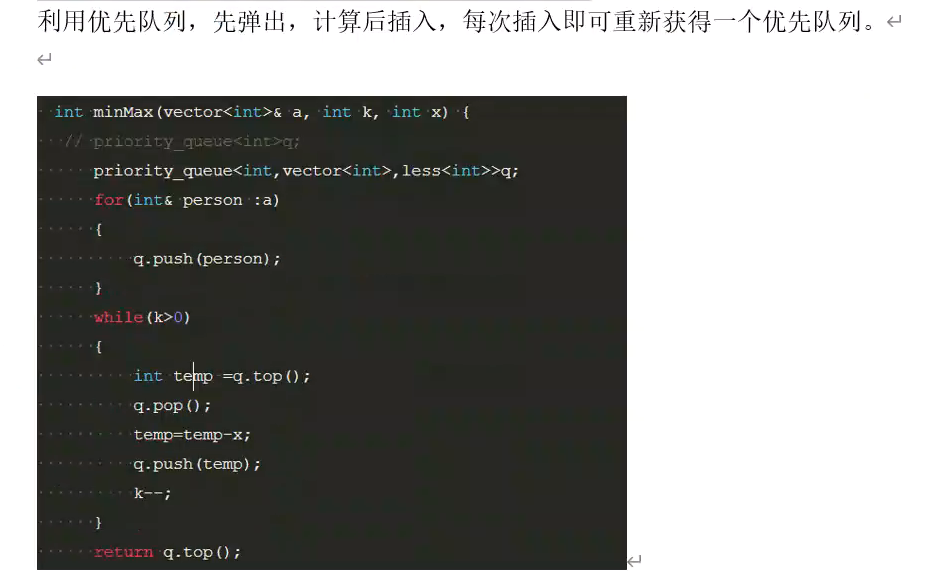 利用优先队列，先弹出，计算后插入，每次插入即可重新获得一个优先队列。
int minMax(vector<int>& a, int k, int x) {
// priority_queue<int>q;
priority_queue<int,vector<int>,less<int>>q;
for(int& person :a)
{
q.push(person);
}
while(k>0)
{
int temp =q.top();
q.pop();
temp=temp-x;
q.push(temp);
k--;
}
return q.top();